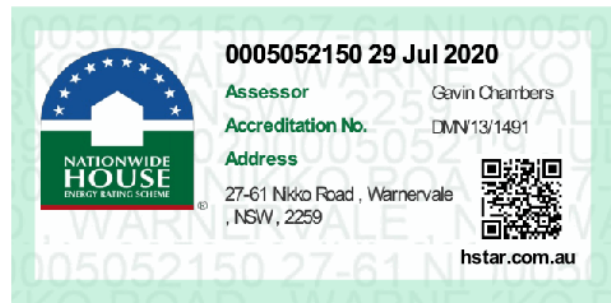 0005052150 29 Jul 2020
Assessor Gavin Chambers
Accreditation No. DMN/13/1491
Address
27-61 Nikko Road , Warnervale
, NSW , 2259
hstar.com.au
NATIONWIDE
HOUSE
ENERGY RATING SCHEME
®